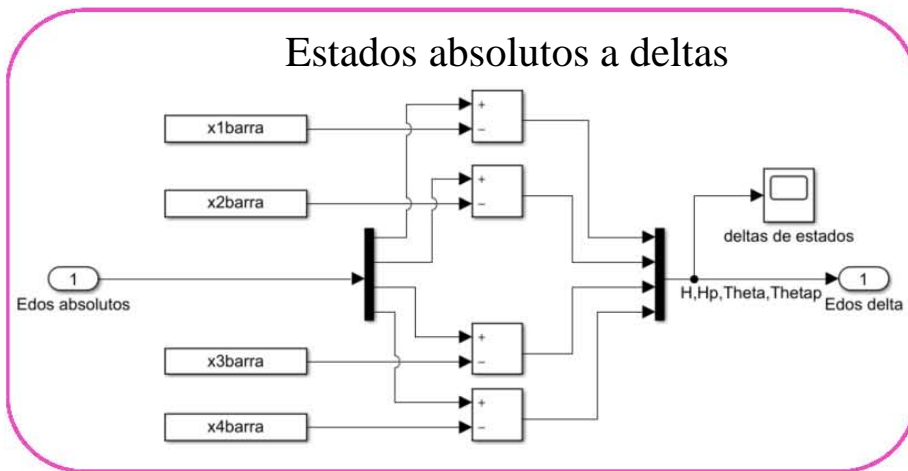 Estados absolutos a deltas
x1barra
+
−
x2barra
+
−
deltas de estados
1
Edos absolutos
H,Hp,Theta,Thetap
1
Edos delta
x3barra
+
−
x4barra
+
−